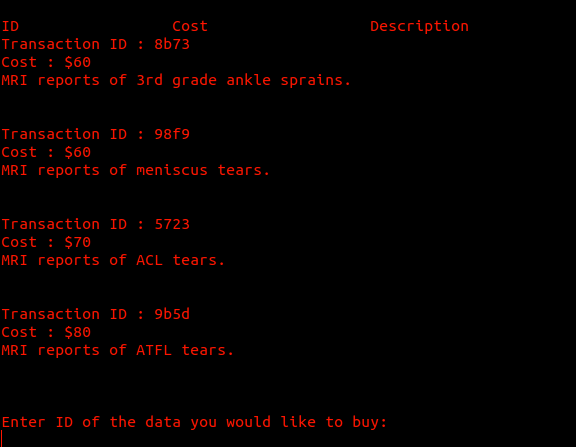 ID Cost Description
Transaction ID : 8b73
Cost : $60
MRI reports of 3rd grade ankle sprains.
Transaction ID : 98f9
Cost : $60
MRI reports of meniscus tears.
Transaction ID : 5723
Cost : $70
MRI reports of ACL tears.
Transaction ID : 9b5d
Cost : $80
MRI reports of ATFL tears.
Enter ID of the data you would like to buy: